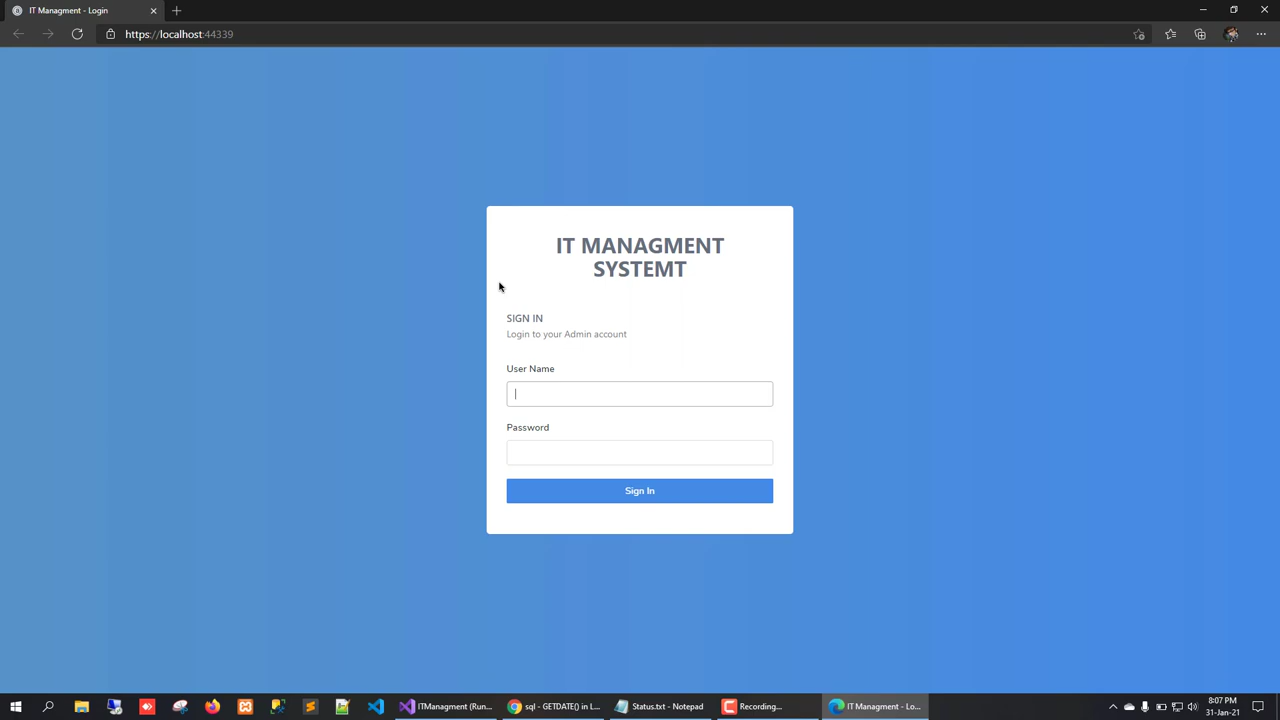 IT Managment - Login
https://localhost:44339
IT MANAGMENT
SYSTEMT
SIGN IN
Login to your Admin account
User Name
Password
Sign In
ITManagment (Run...
sql - GETDATE() in L...
Status.txt - Notepad
Recording...
IT Managment - Lo...
8:07 PM
31-Jan-21